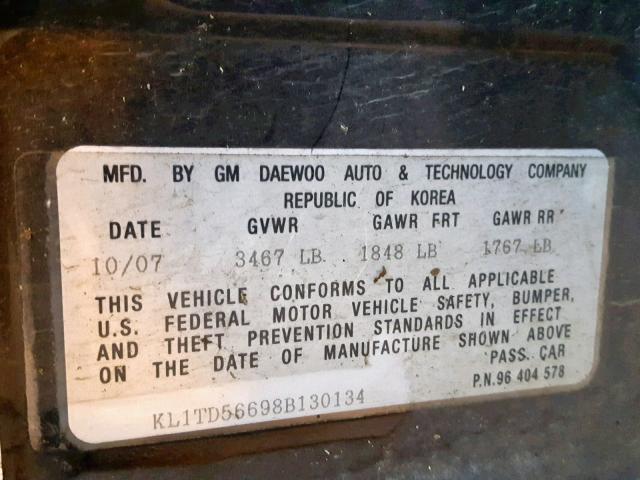 MFD. BY GM DAEWOO AUTO & TECHNOLOGY COMPANY
REPUBLIC OF KOREA
DATE GVWR GAWR FRT GAWR RR
10/07 3467 LB 1848 LB 1767 LB
THIS VEHICLE CONFORMS TO ALL APPLICABLE
U.S. FEDERAL MOTOR VEHICLE SAFETY, BUMPER,
AND THEFT PREVENTION STANDARDS IN EFFECT
ON THE DATE OF MANUFACTURE SHOWN ABOVE
PASS. CAR
P.N.96 404 578
KL1TD56698B130134